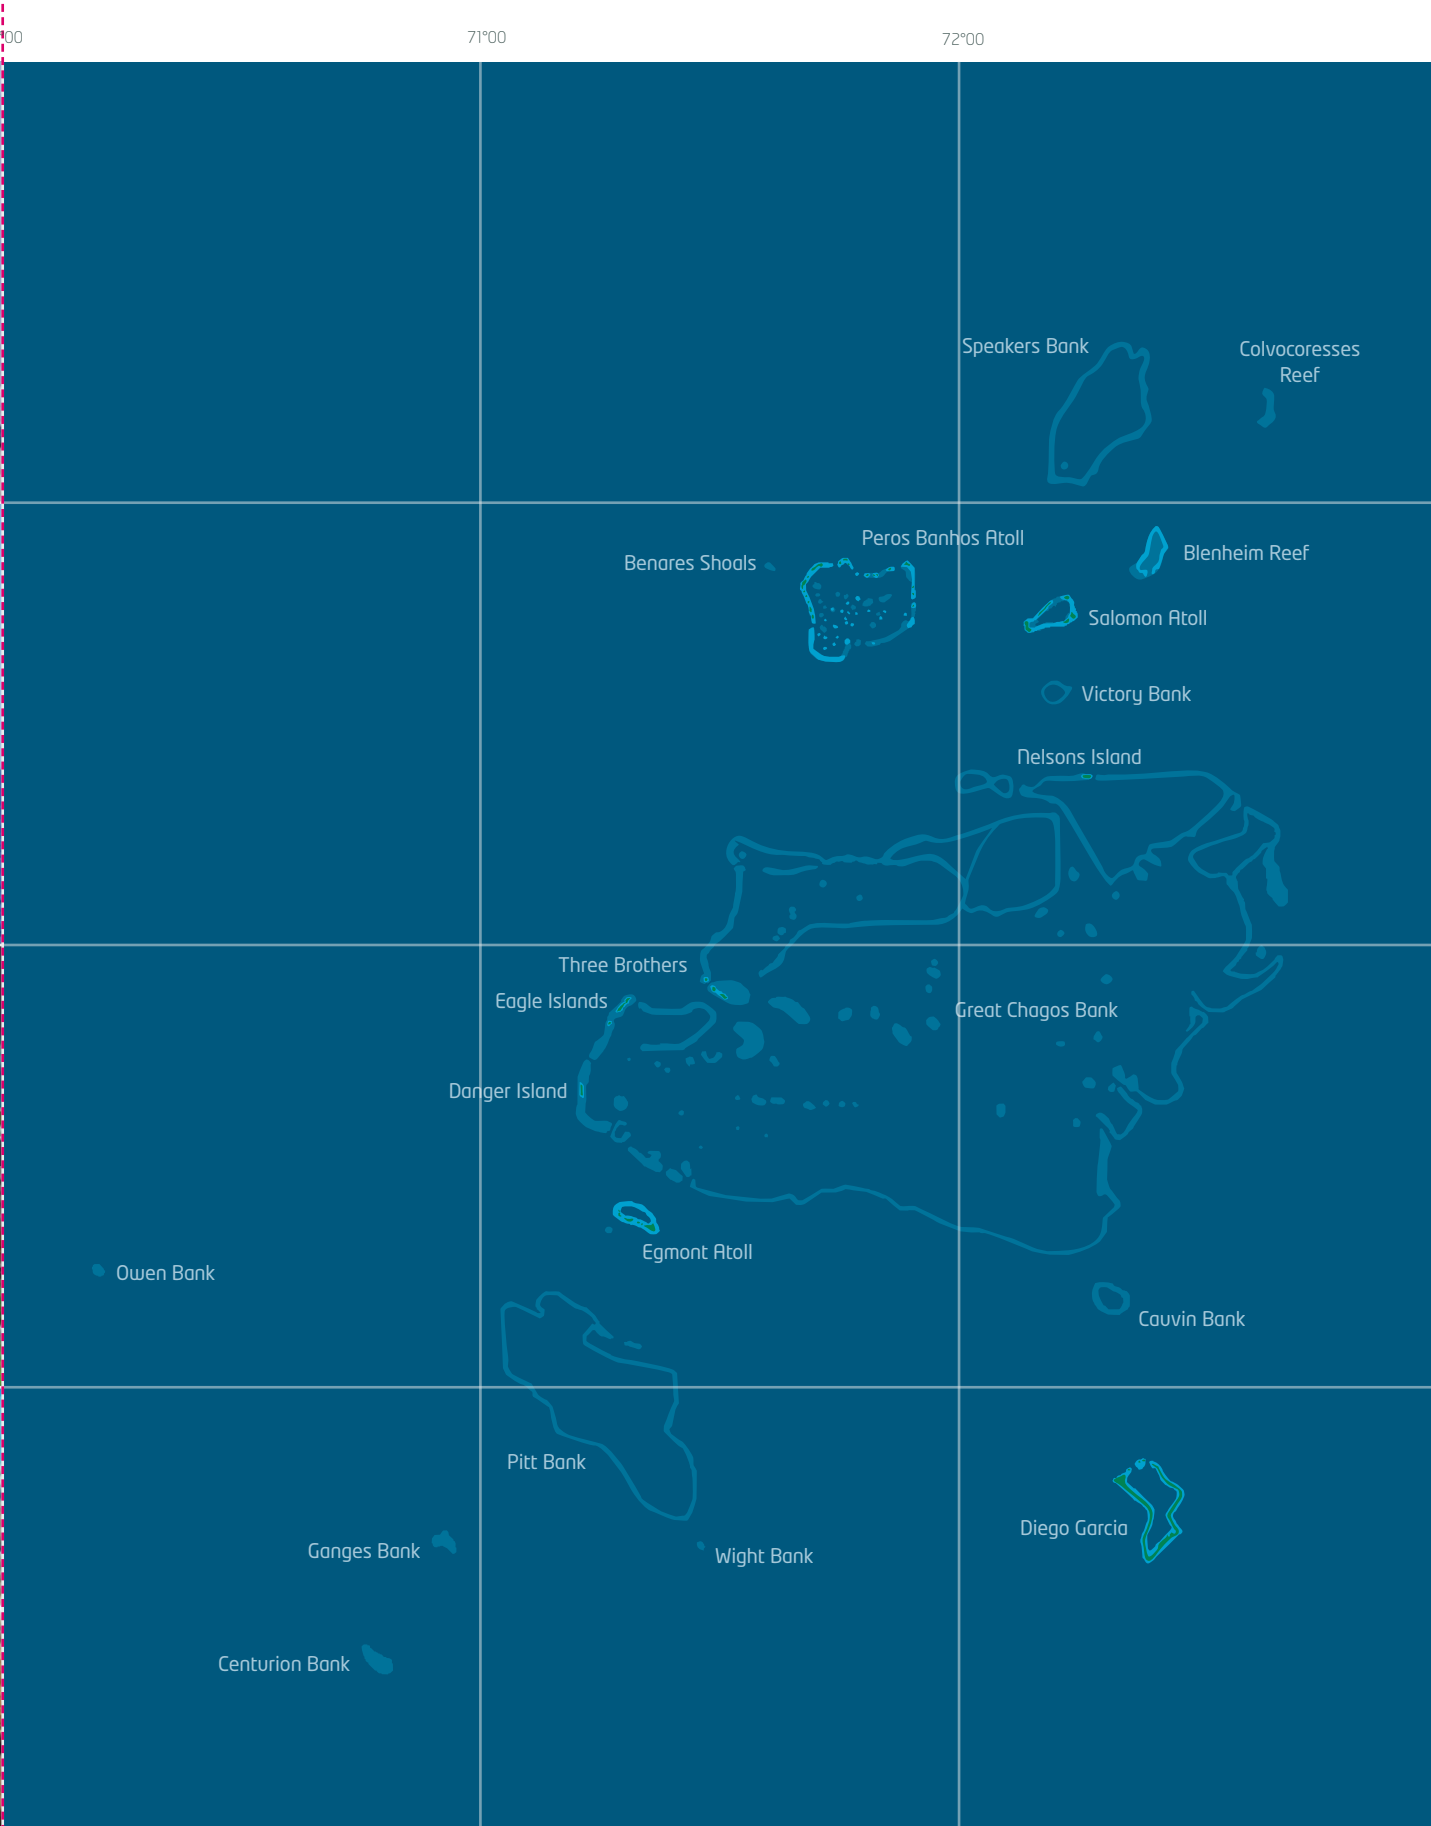 °00
71°00
72°00
Speakers Bank
Colvocoresses
Reef
Peros Banhos Atoll
Benares Shoals
Blenheim Reef
Salomon Atoll
Victory Bank
Nelsons Island
Three Brothers
Eagle Islands
Great Chagos Bank
Danger Island
Egmont Atoll
Owen Bank
Cauvin Bank
Pitt Bank
Diego Garcia
Ganges Bank
Wight Bank
Centurion Bank